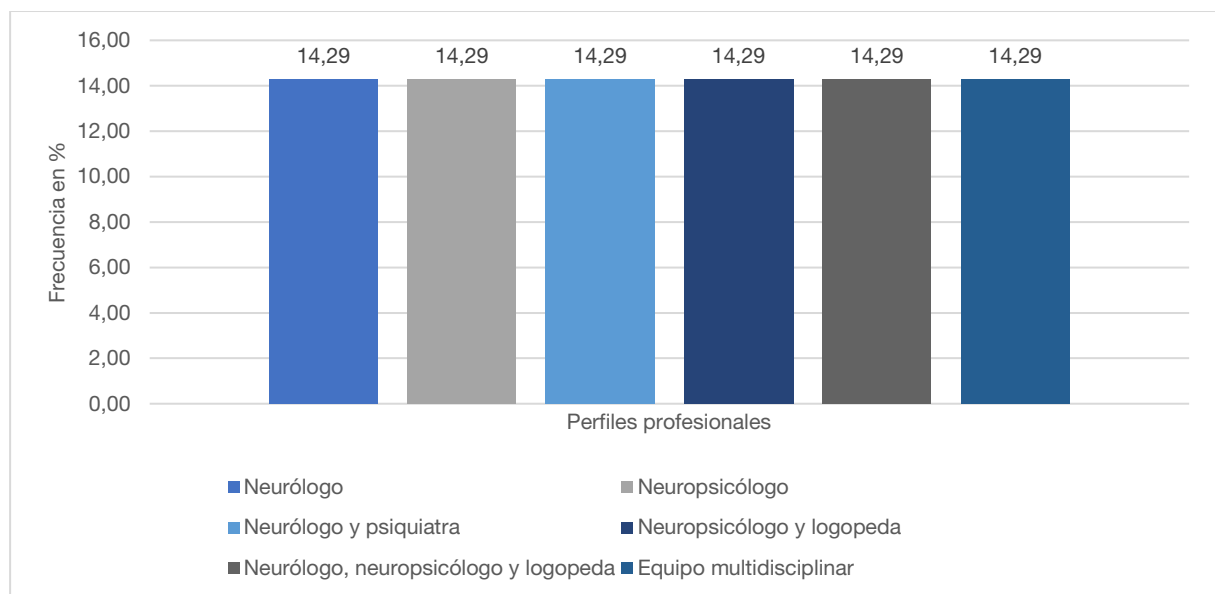 16,00
14,29 14,29 14,29 14,29 14,29 14,29
14,00
12,00
10,00
8,00
6,00
4,00
2,00
0,00
Frecuencia en %
Perfiles profesionales
Neurólogo Neuropsicólogo
Neurólogo y psiquiatra Neuropsicólogo y logopeda
Neurólogo, neuropsicólogo y logopeda Equipo multidisciplinar